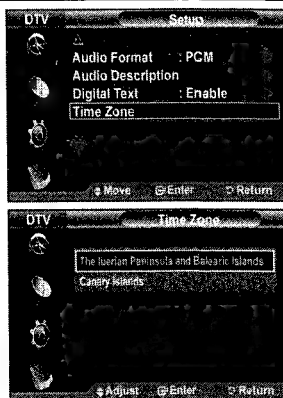 DTV Setup
Audio Format : PCM
Audio Description
Digital Text : Enable
Time Zone
Move Enter Return
DTV Time Zone
The Iberian Peninsula and Balearic Islands
Canary Islands
Adjust Enter Return